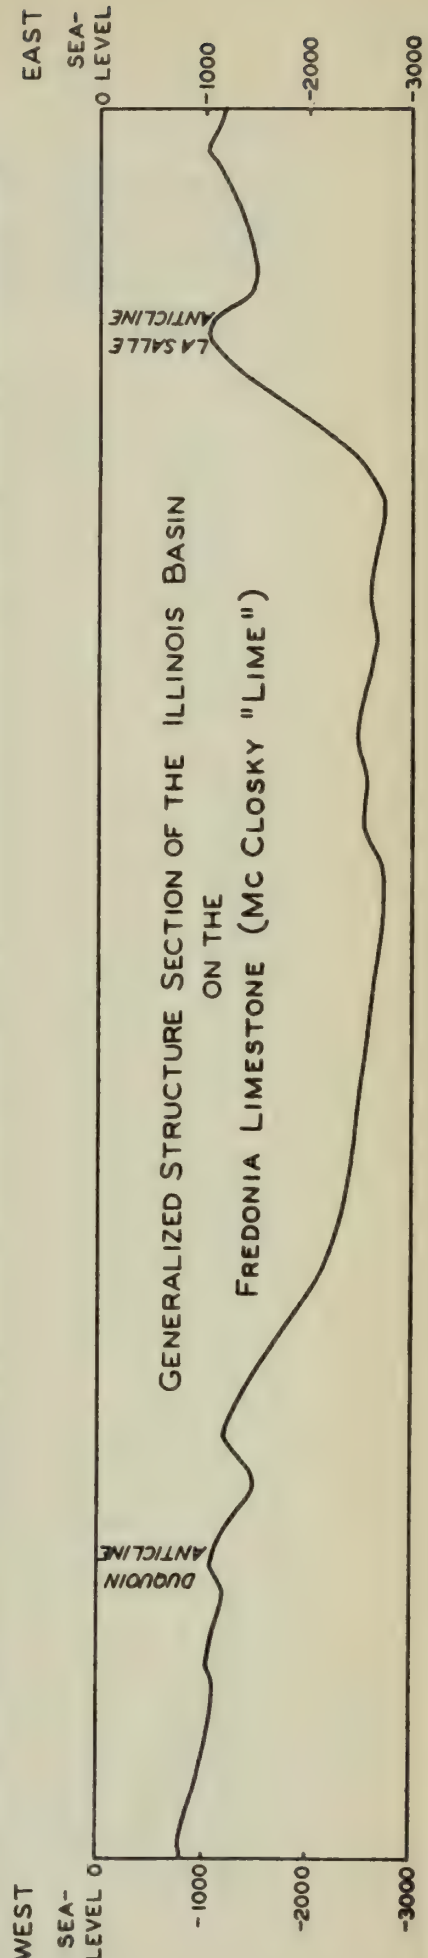 WEST
SEA-
LEVEL 0
-1000
-2000
-3000
DUQUOIN
ANTICLINE
GENERALIZED STRUCTURE SECTION OF THE ILLINOIS BASIN
ON THE
FREDONIA LIMESTONE (MC CLOSKY "LIME")
LA SALLE
ANTICLINE
EAST
SEA-
0 LEVEL
-1000
-2000
-3000